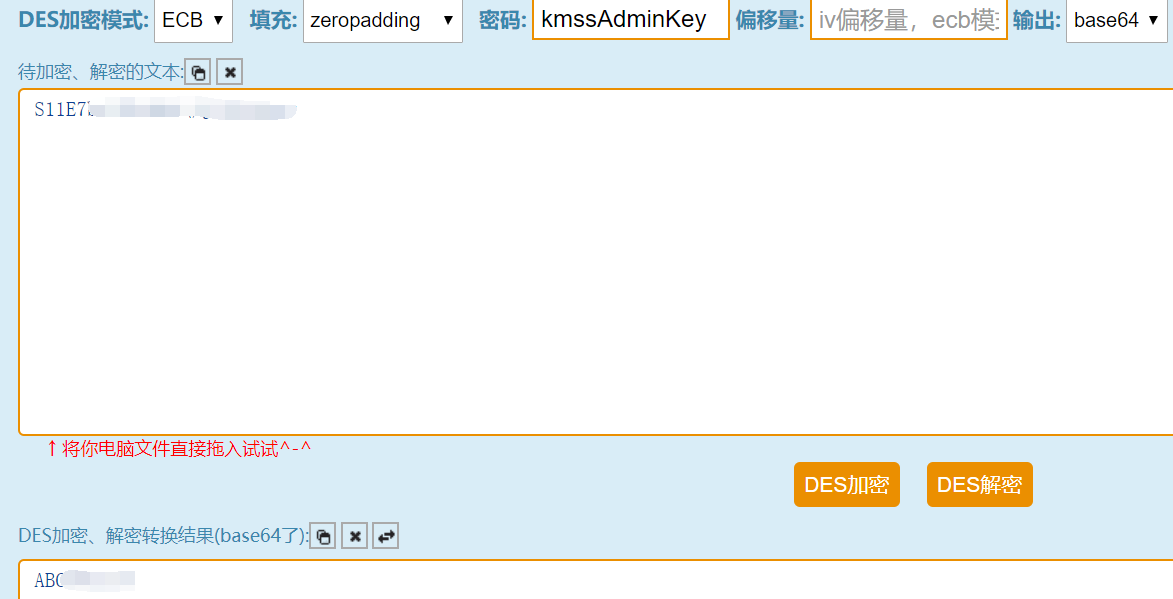 DES加密模式: ECB ▼ 填充: zeropadding ▼ 密码: kmssAdminKey 偏移量: iv偏移量，ecb模 输出: base64 ▼
待加密、解密的文本:
S11E7
↑将你电脑文件直接拖入试试^-^
DES加密 DES解密
DES加密、解密转换结果(base64了):
ABC